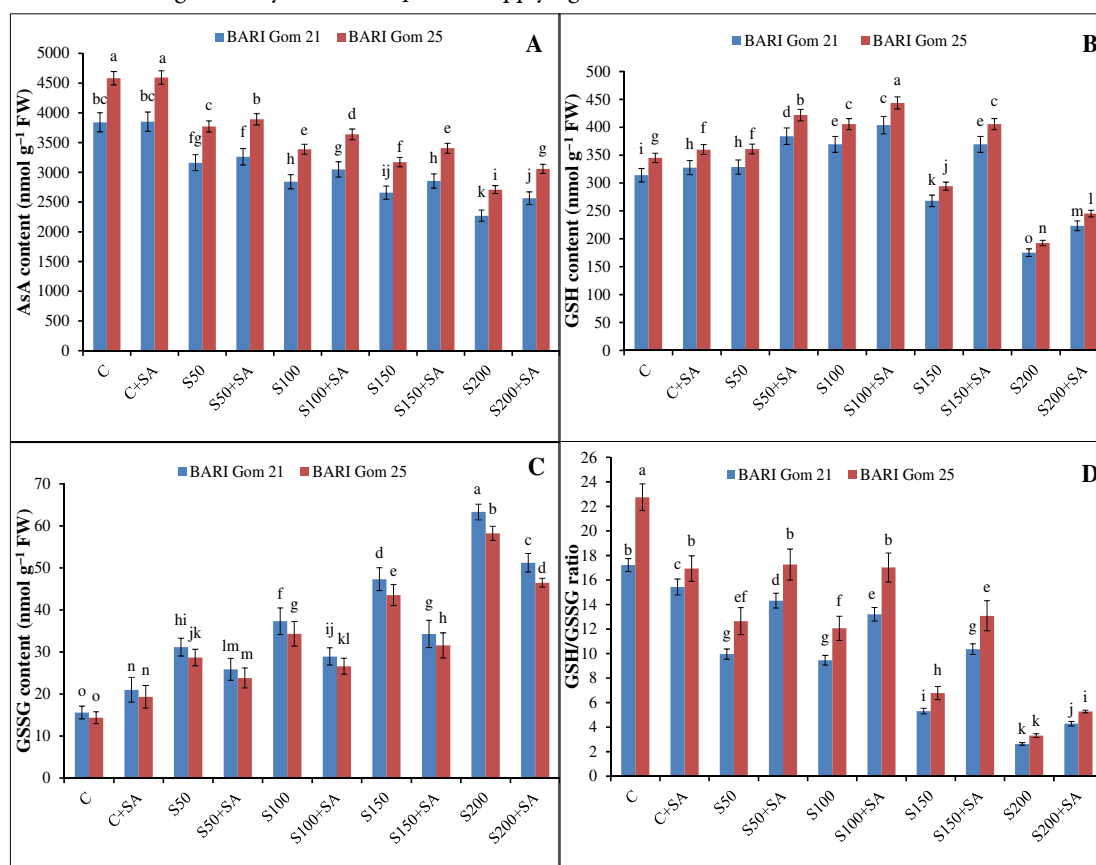 BARI Gom 21 BARI Gom 25
A
AsA content (nmol g⁻¹ FW)
5000
4500
4000
3500
3000
2500
2000
1500
1000
500
0
bc a bc a fg c f b h e g d ij f h e k i j g
C C+SA S50 S50+SA S100 S100+SA S150 S150+SA S200 S200+SA
BARI Gom 21 BARI Gom 25
B
GSH content (nmol g⁻¹ FW)
500
450
400
350
300
250
200
150
100
50
0
i g h f h f d b e c c a k j e c o n m l
C C+SA S50 S50+SA S100 S100+SA S150 S150+SA S200 S200+SA
BARI Gom 21 BARI Gom 25
C
GSSG content (nmol g⁻¹ FW)
70
60
50
40
30
20
10
0
o o n n hi jk lm m f g ij kl d e g h a b c d
C C+SA S50 S50+SA S100 S100+SA S150 S150+SA S200 S200+SA
BARI Gom 21 BARI Gom 25
D
GSH/GSSG ratio
26
24
22
20
18
16
14
12
10
8
6
4
2
0
b a c b g ef d b g f e b i h g e k k j i
C C+SA S50 S50+SA S100 S100+SA S150 S150+SA S200 S200+SA